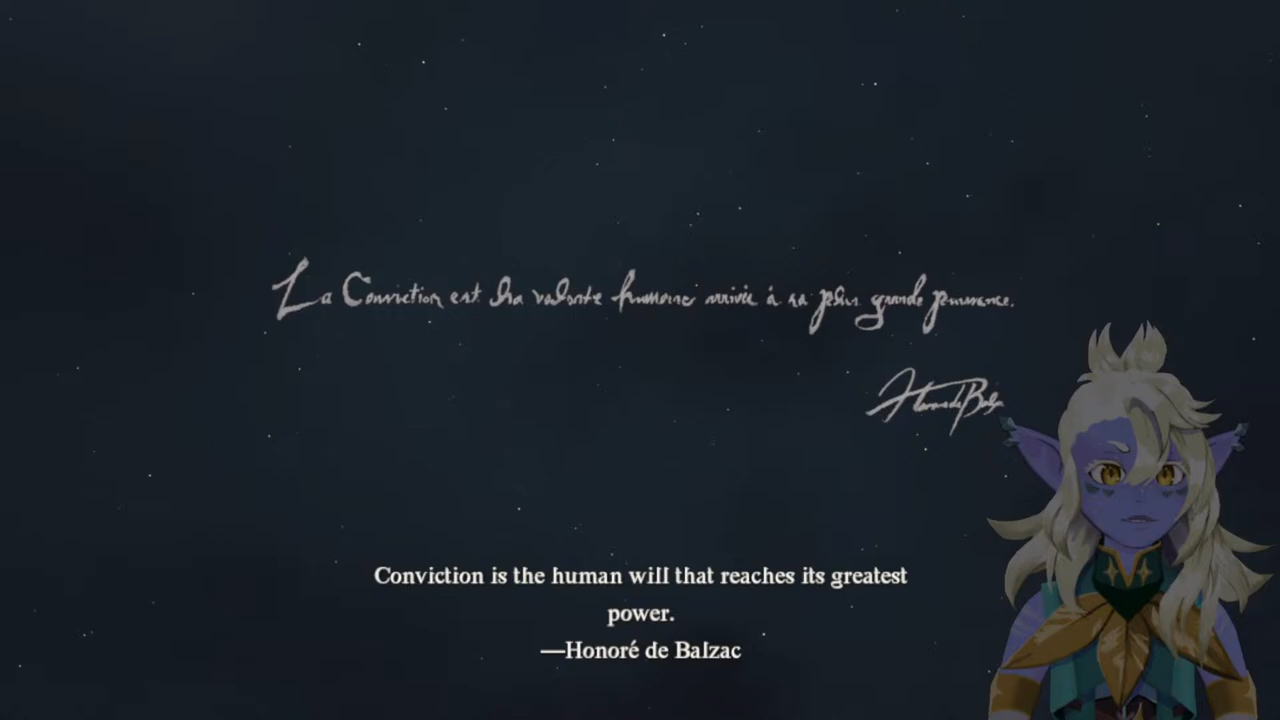 La Conviction est la volonté humaine arrivée à sa plus grande puissance.
Conviction is the human will that reaches its greatest
power.
—Honoré de Balzac